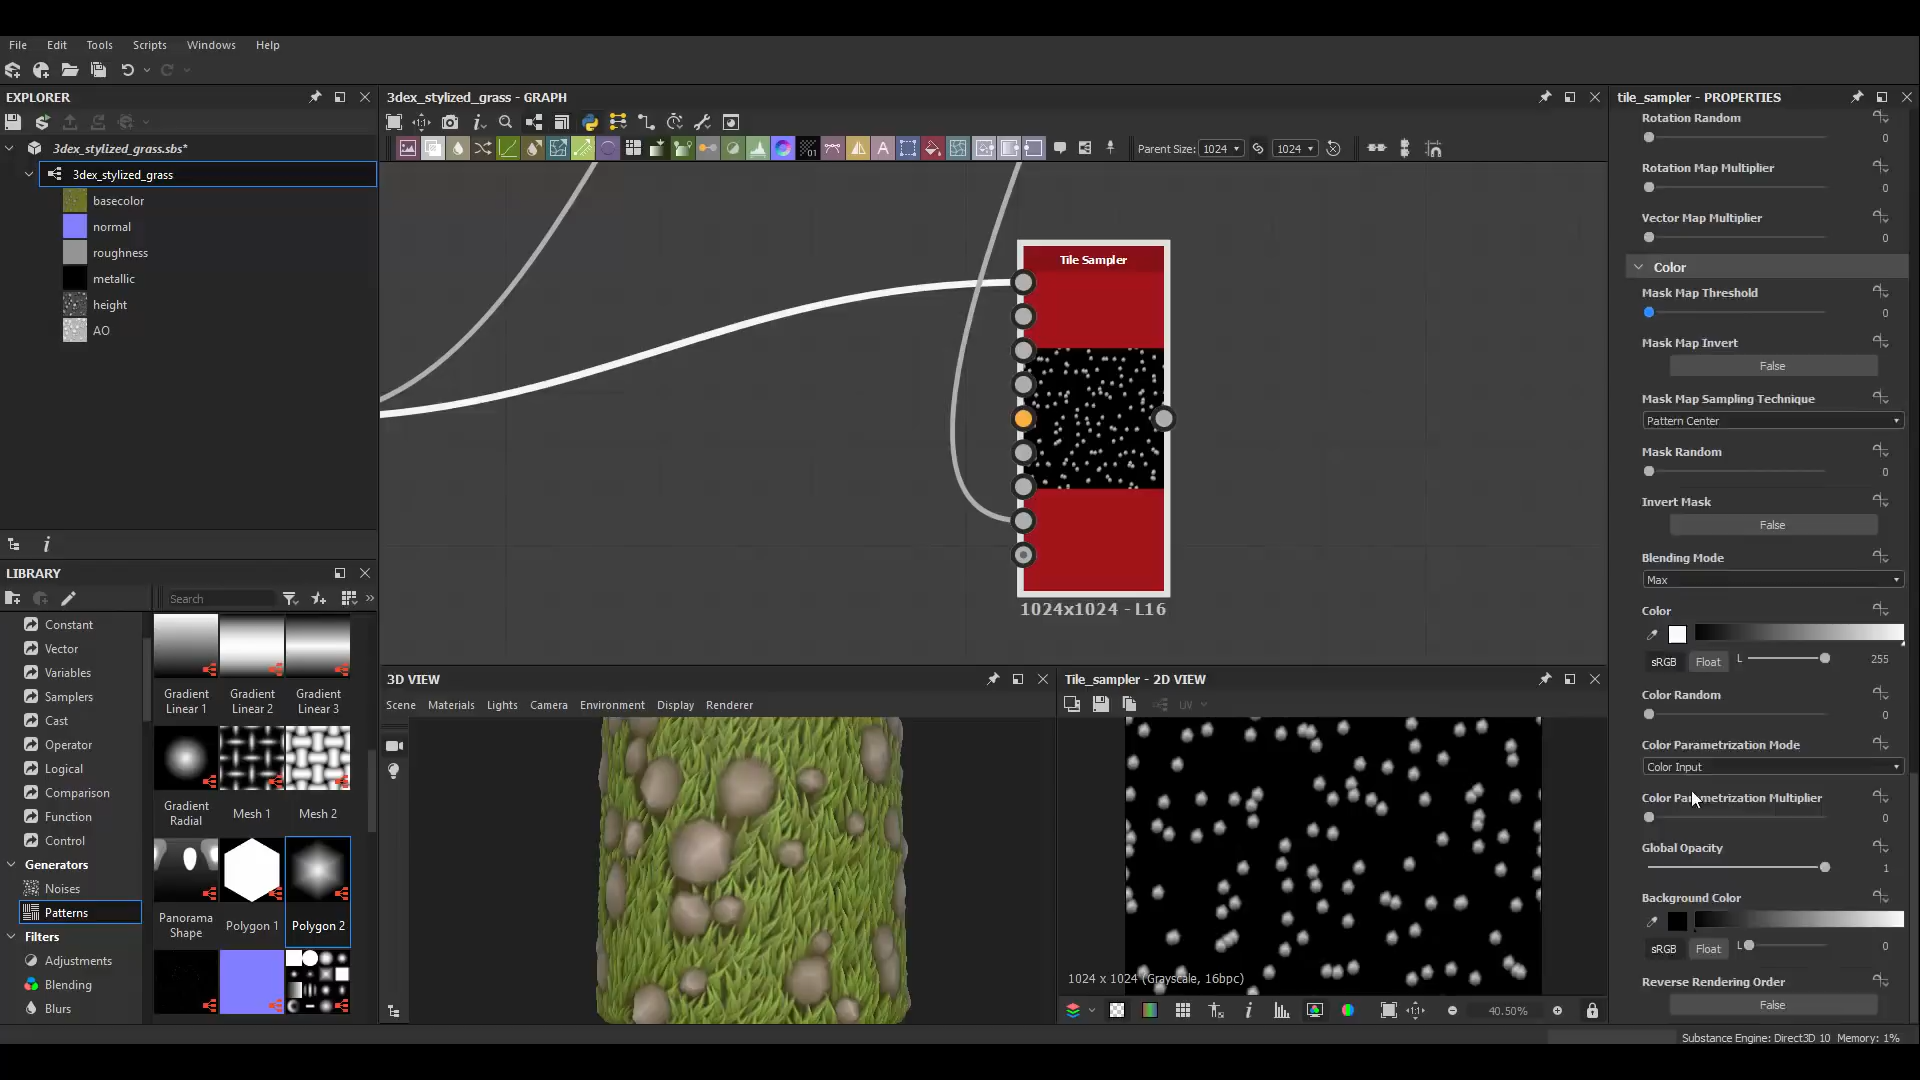 File Edit Tools Scripts Windows Help
EXPLORER
3dex_stylized_grass.sbs*
3dex_stylized_grass
basecolor
normal
roughness
metallic
height
AO
LIBRARY
Search
Constant
Vector
Variables
Samplers
Cast
Operator
Logical
Comparison
Function
Control
Generators
Noises
Patterns
Filters
Adjustments
Blending
Blurs
Gradient Linear 1
Gradient Linear 2
Gradient Linear 3
Gradient Radial
Mesh 1
Mesh 2
Panorama Shape
Polygon 1
Polygon 2
3dex_stylized_grass - GRAPH
Parent Size: 1024 1024
Tile Sampler
1024x1024 - L16
3D VIEW
Scene Materials Lights Camera Environment Display Renderer
Tile_sampler - 2D VIEW
UV
1024 x 1024 (Grayscale, 16bpc)
40.50%
tile_sampler - PROPERTIES
Rotation Random
0
Rotation Map Multiplier
0
Vector Map Multiplier
0
Color
Mask Map Threshold
0
Mask Map Invert
False
Mask Map Sampling Technique
Pattern Center
Mask Random
0
Invert Mask
False
Blending Mode
Max
Color
sRGB Float L 255
Color Random
0
Color Parametrization Mode
Color Input
Color Parametrization Multiplier
0
Global Opacity
1
Background Color
sRGB Float L 0
Reverse Rendering Order
False
Substance Engine: Direct3D 10 Memory: 1%